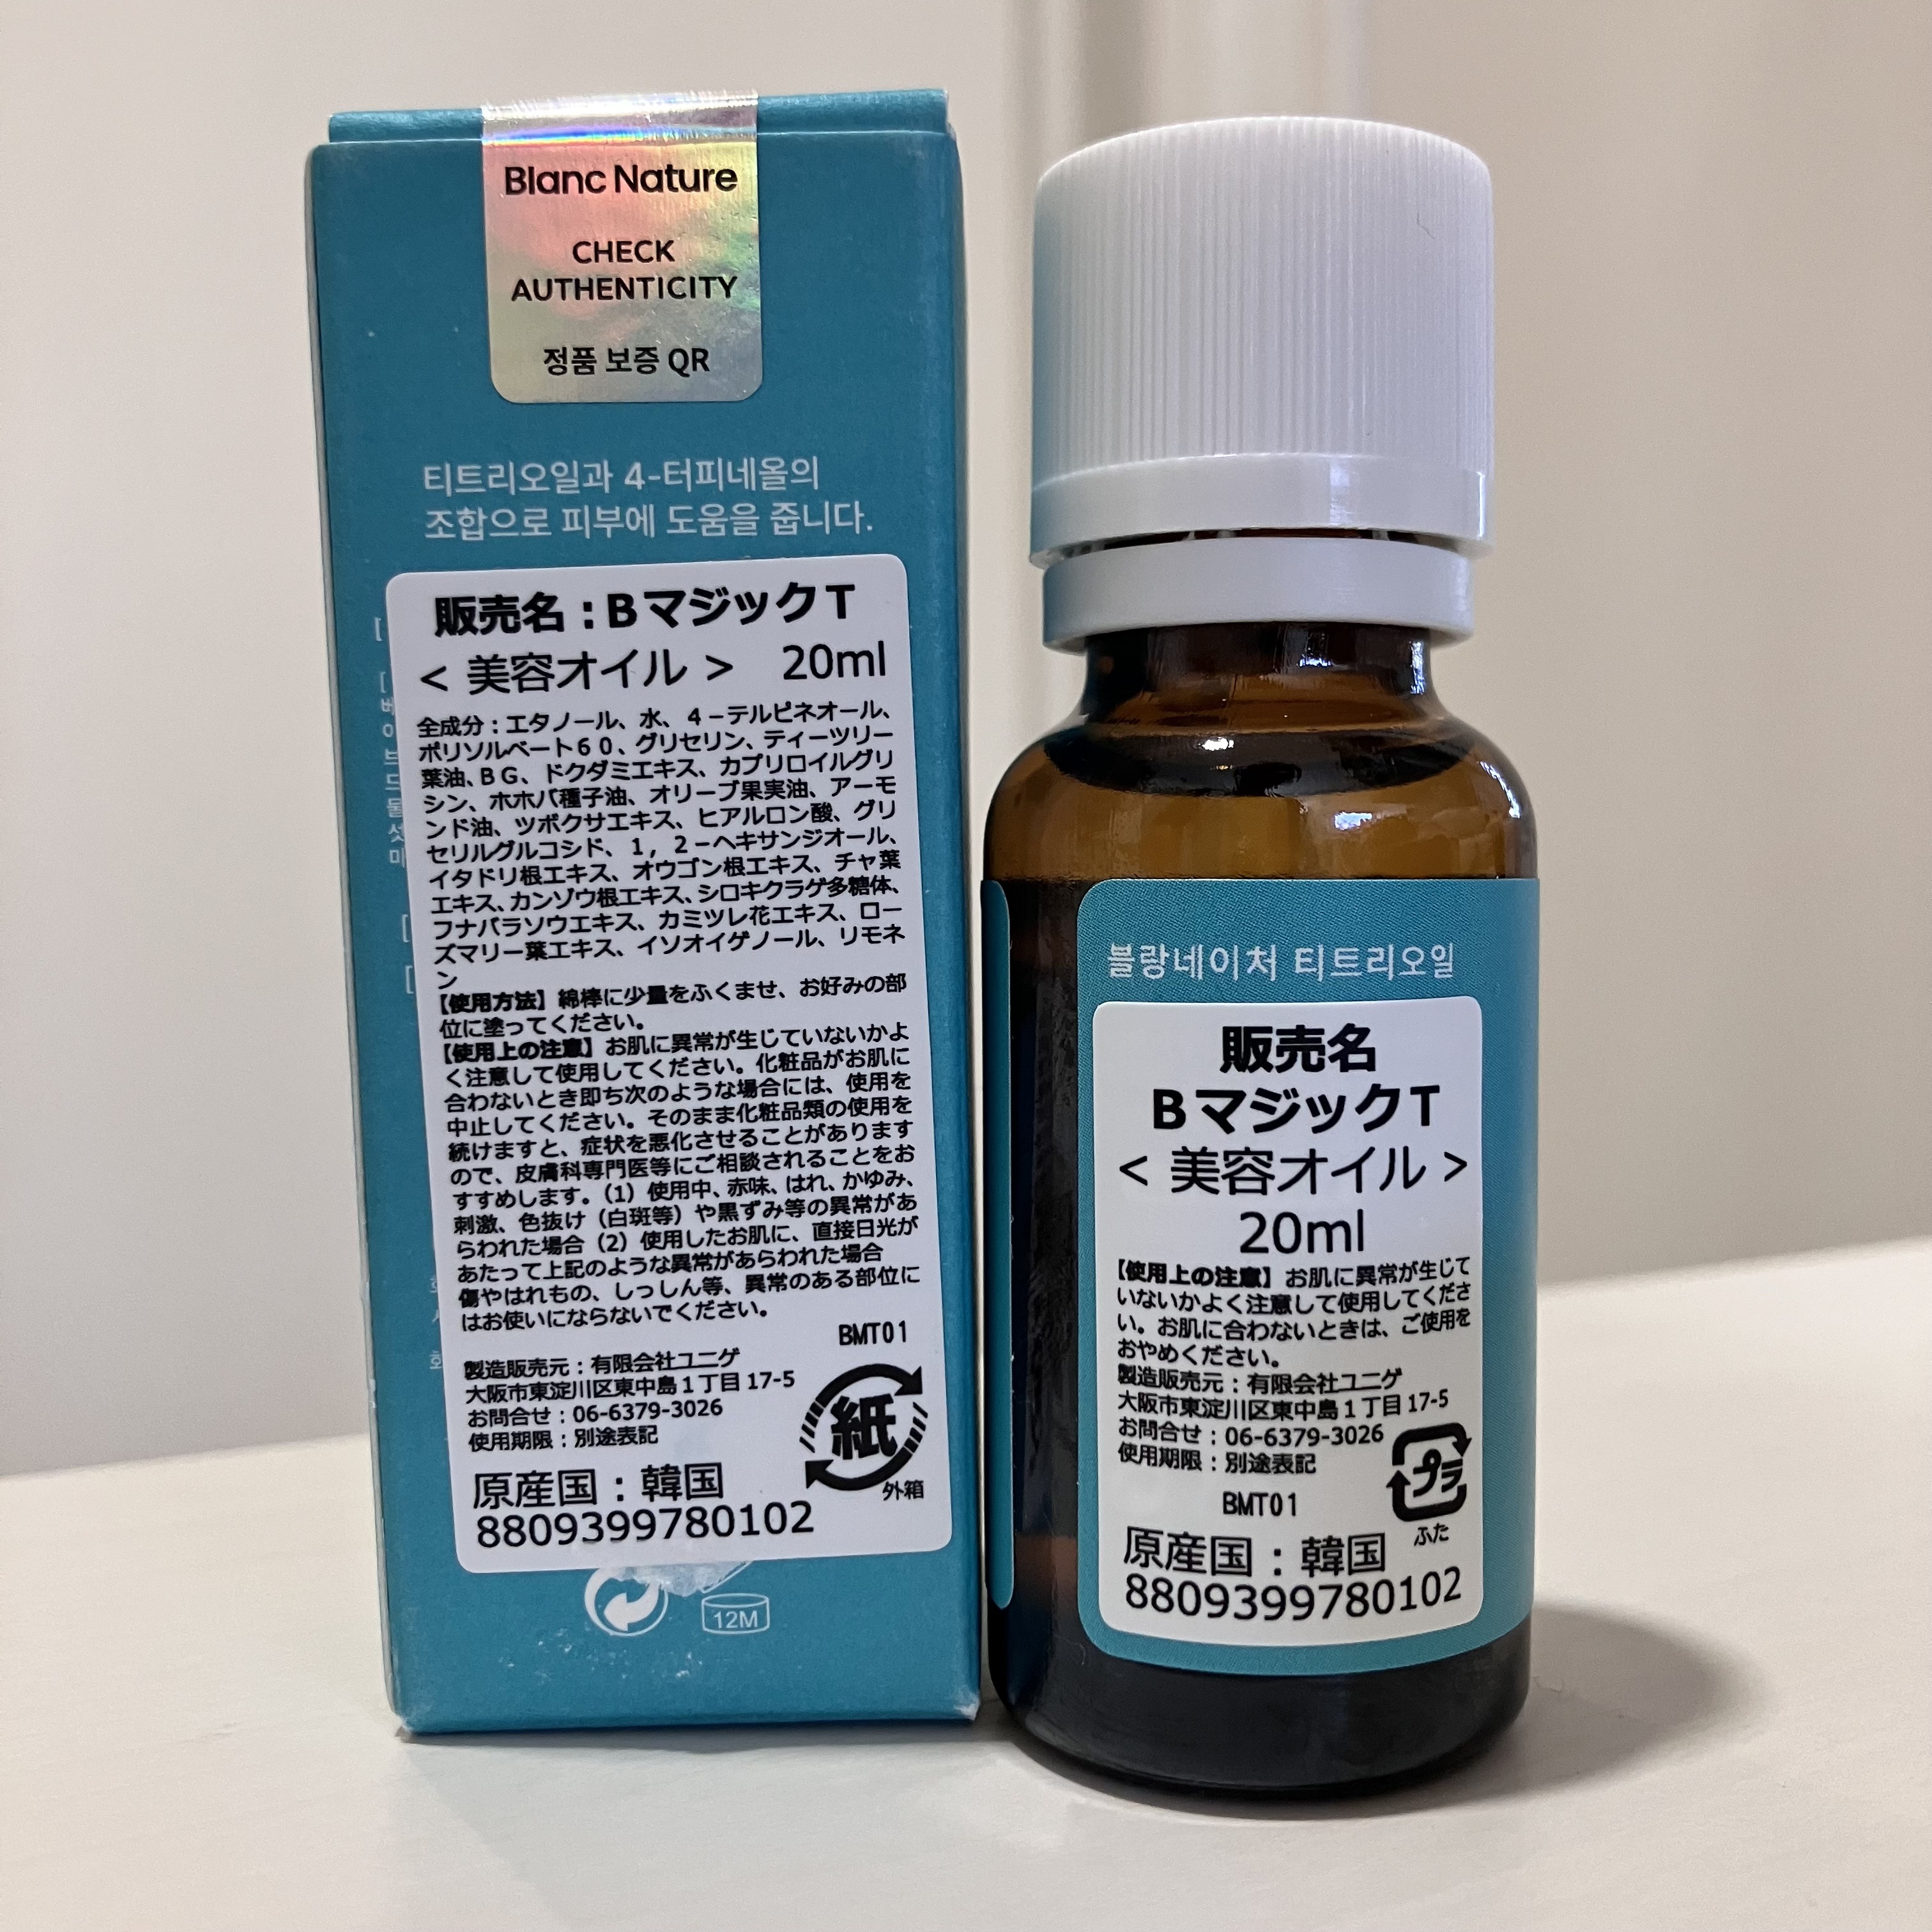 Blanc Nature
CHECK
AUTHENTICITY
정품 보증 QR
티트리오일과 4-터피네올의
조합으로 피부에 도움을 줍니다.
販売名：BマジックT
< 美容オイル > 20ml
全成分：エタノール、水、４－テルピネオール、
ポリソルベート６０、グリセリン、ティーツリー
葉油、ＢＧ、ドクダミエキス、カプリロイルグリ
シン、ホホバ種子油、オリーブ果実油、アーモ
ンド油、ツボクサエキス、ヒアルロン酸、グリ
セリルグルコシド、１，２－ヘキサンジオール、
イタドリ根エキス、オウゴン根エキス、チャ葉
エキス、カンゾウ根エキス、シロキクラゲ多糖体、
フナバラソウエキス、カミツレ花エキス、ロー
ズマリー葉エキス、イソオイゲノール、リモネ
ン
【使用方法】綿棒に少量をふくませ、お好みの部
位に塗ってください。
【使用上の注意】お肌に異常が生じていないかよ
く注意して使用してください。化粧品がお肌に
合わないとき即ち次のような場合には、使用を
中止してください。そのまま化粧品類の使用を
続けますと、症状を悪化させることがあります
ので、皮膚科専門医等にご相談されることをお
すすめします。（1）使用中、赤味、はれ、かゆみ、
刺激、色抜け（白斑等）や黒ずみ等の異常があ
らわれた場合（2）使用したお肌に、直接日光が
あたって上記のような異常があらわれた場合
傷やはれもの、しっしん等、異常のある部位に
はお使いにならないでください。
BMT01
製造販売元：有限会社ユニゲ
大阪市東淀川区東中島１丁目 17-5
お問合せ：06-6379-3026
使用期限：別途表記
紙
外箱
原産国：韓国
8809399780102
12M
블랑네이처 티트리오일
販売名
BマジックT
< 美容オイル >
20ml
【使用上の注意】お肌に異常が生じて
いないかよく注意して使用してくださ
い。お肌に合わないときは、ご使用を
おやめください。
製造販売元：有限会社ユニゲ
大阪市東淀川区東中島１丁目 17-5
お問合せ：06-6379-3026
使用期限：別途表記
プラ
ふた
BMT01
原産国：韓国
8809399780102